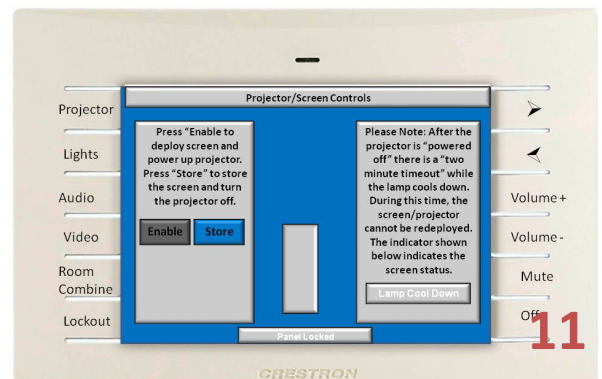 Projector/Screen Controls
Projector
Lights
Audio
Video
Room
Combine
Lockout
Press "Enable to
deploy screen and
power up projector.
Press "Store" to store
the screen and turn
the projector off.
Enable Store
Please Note: After the
projector is "powered
off" there is a "two
minute timeout" while
the lamp cools down.
During this time, the
screen/projector
cannot be redeployed.
The indicator shown
below indicates the
screen status.
Lamp Cool Down
Panel Locked
Volume+
Volume-
Mute
Off
11
CRESTRON